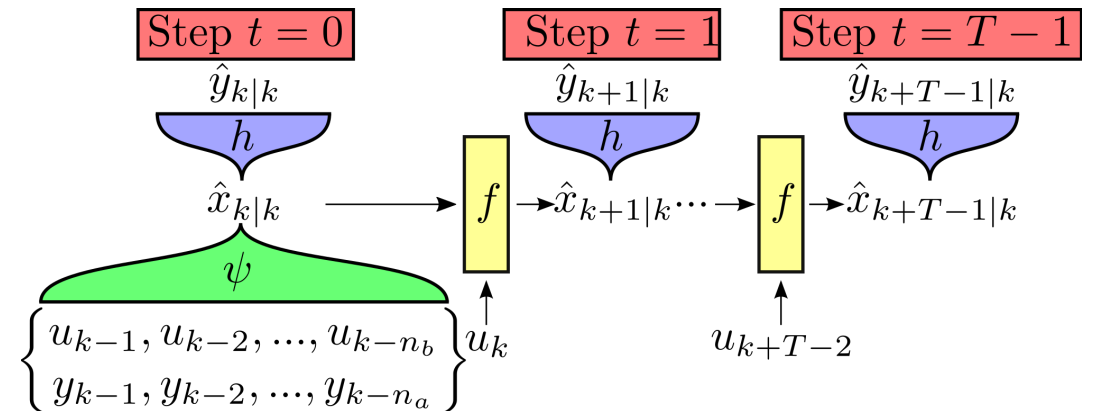 Step t = 0 Step t = 1 Step t = T − 1
ŷ_{k|k} ŷ_{k+1|k} ŷ_{k+T−1|k}
h h h
x̂_{k|k} f x̂_{k+1|k} ··· f x̂_{k+T−1|k}
ψ
u_{k−1}, u_{k−2}, ..., u_{k−n_b} u_k u_{k+T−2}
y_{k−1}, y_{k−2}, ..., y_{k−n_a}